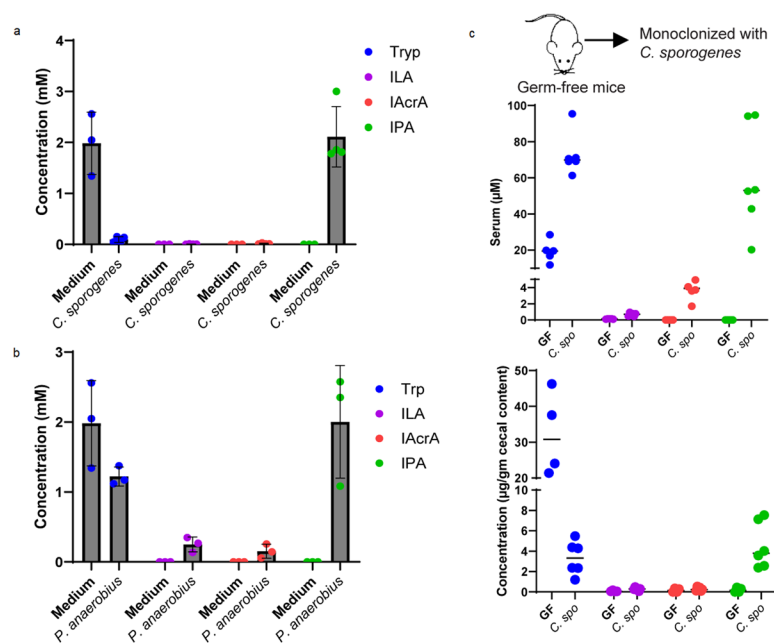 a
Concentration (mM)
4
3
2
1
0
Tryp
ILA
IAcrA
IPA
Medium
C. sporogenes
Medium
C. sporogenes
Medium
C. sporogenes
Medium
C. sporogenes
b
Concentration (mM)
3
2
1
0
Trp
ILA
IAcrA
IPA
Medium
P. anaerobius
Medium
P. anaerobius
Medium
P. anaerobius
Medium
P. anaerobius
c
Germ-free mice
Monoclonized with
C. sporogenes
Serum (µM)
100
80
60
40
20
4
2
0
GF
C. spo
GF
C. spo
GF
C. spo
GF
C. spo
Concentration (µg/gm cecal content)
50
40
30
20
10
8
6
4
2
0
GF
C. spo
GF
C. spo
GF
C. spo
GF
C. spo